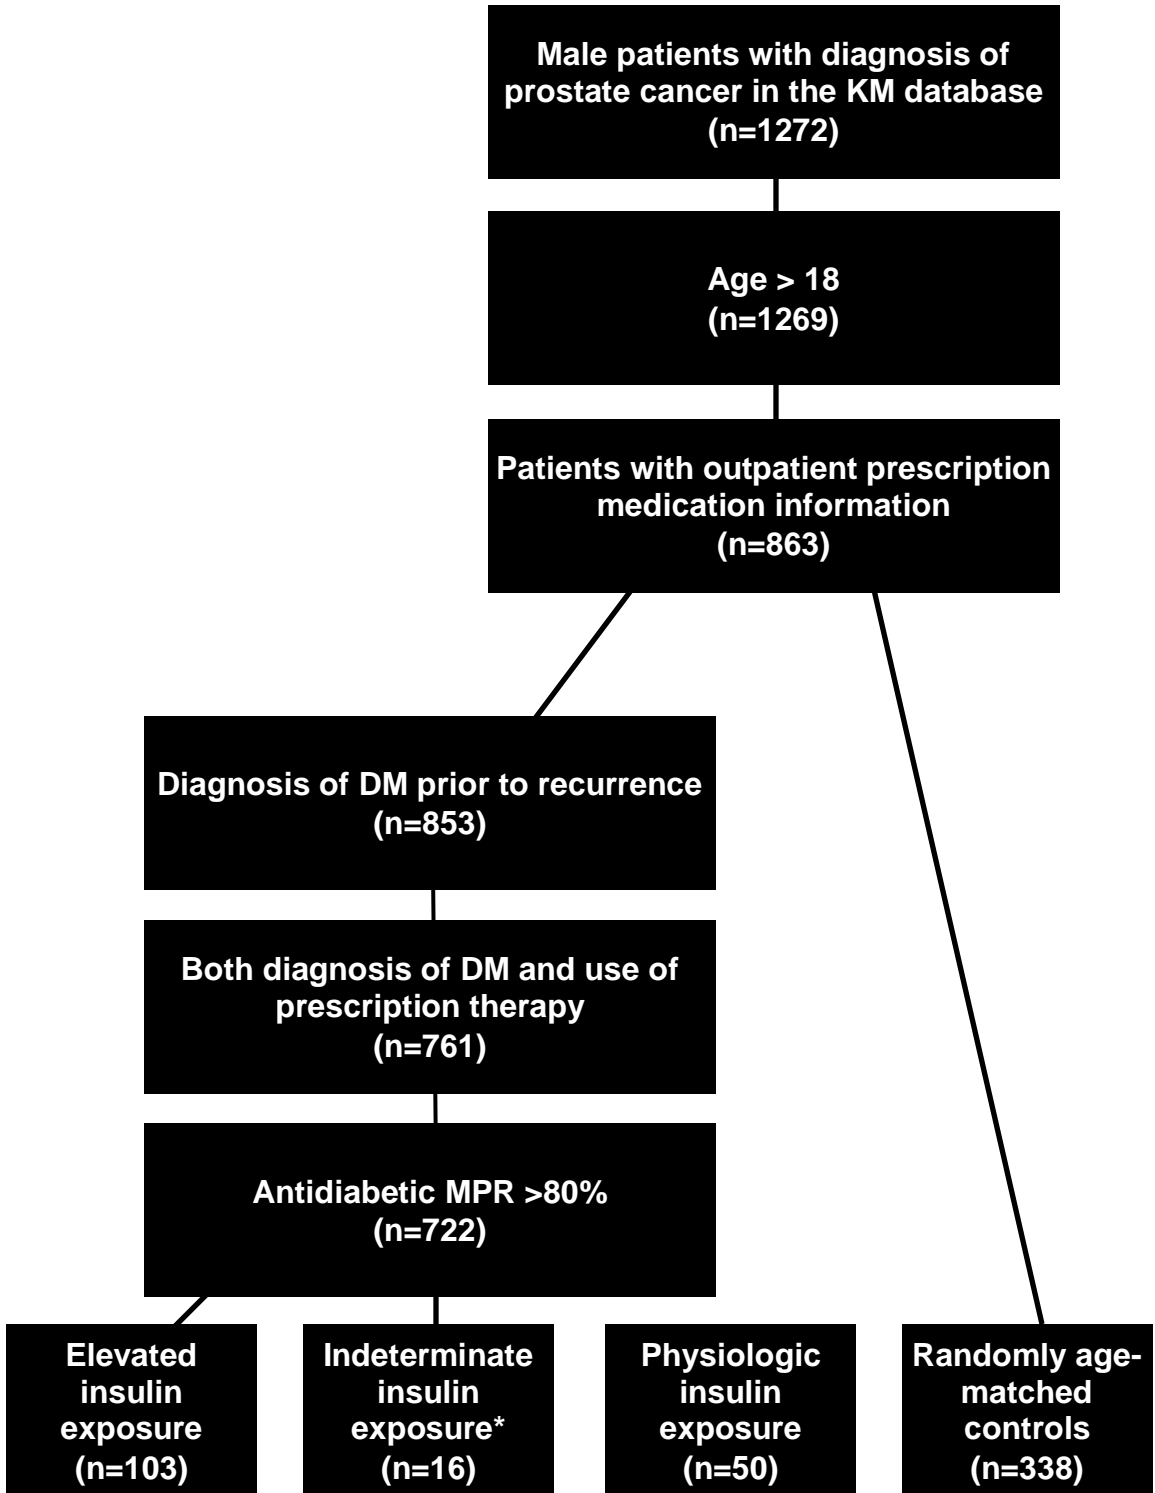 Male patients with diagnosis of
prostate cancer in the KM database
(n=1272)
Age > 18
(n=1269)
Patients with outpatient prescription
medication information
(n=863)
Diagnosis of DM prior to recurrence
(n=853)
Both diagnosis of DM and use of
prescription therapy
(n=761)
Antidiabetic MPR >80%
(n=722)
Elevated
insulin
exposure
(n=103)
Indeterminate
insulin
exposure*
(n=16)
Physiologic
insulin
exposure
(n=50)
Randomly age-
matched
controls
(n=338)